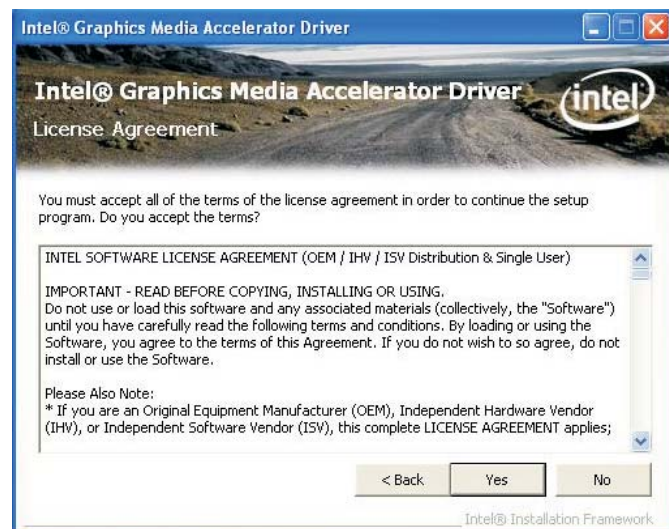 Intel® Graphics Media Accelerator Driver
Intel® Graphics Media Accelerator Driver
intel
License Agreement
You must accept all of the terms of the license agreement in order to continue the setup
program. Do you accept the terms?
INTEL SOFTWARE LICENSE AGREEMENT (OEM / IHV / ISV Distribution & Single User)
IMPORTANT - READ BEFORE COPYING, INSTALLING OR USING.
Do not use or load this software and any associated materials (collectively, the "Software")
until you have carefully read the following terms and conditions. By loading or using the
Software, you agree to the terms of this Agreement. If you do not wish to so agree, do not
install or use the Software.
Please Also Note:
* If you are an Original Equipment Manufacturer (OEM), Independent Hardware Vendor
(IHV), or Independent Software Vendor (ISV), this complete LICENSE AGREEMENT applies;
< Back Yes No
Intel® Installation Framework